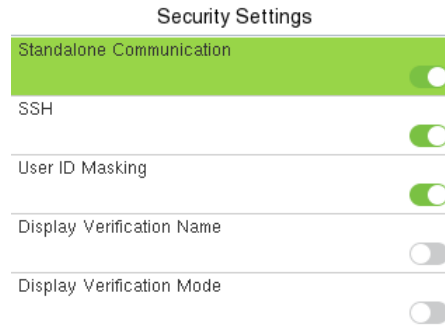 Security Settings
Standalone Communication
SSH
User ID Masking
Display Verification Name
Display Verification Mode